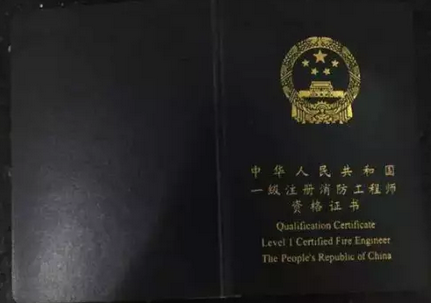 中华人民共和国
一级注册消防工程师
资格证书
Qualification Certificate
Level 1 Certified Fire Engineer
The People's Republic of China